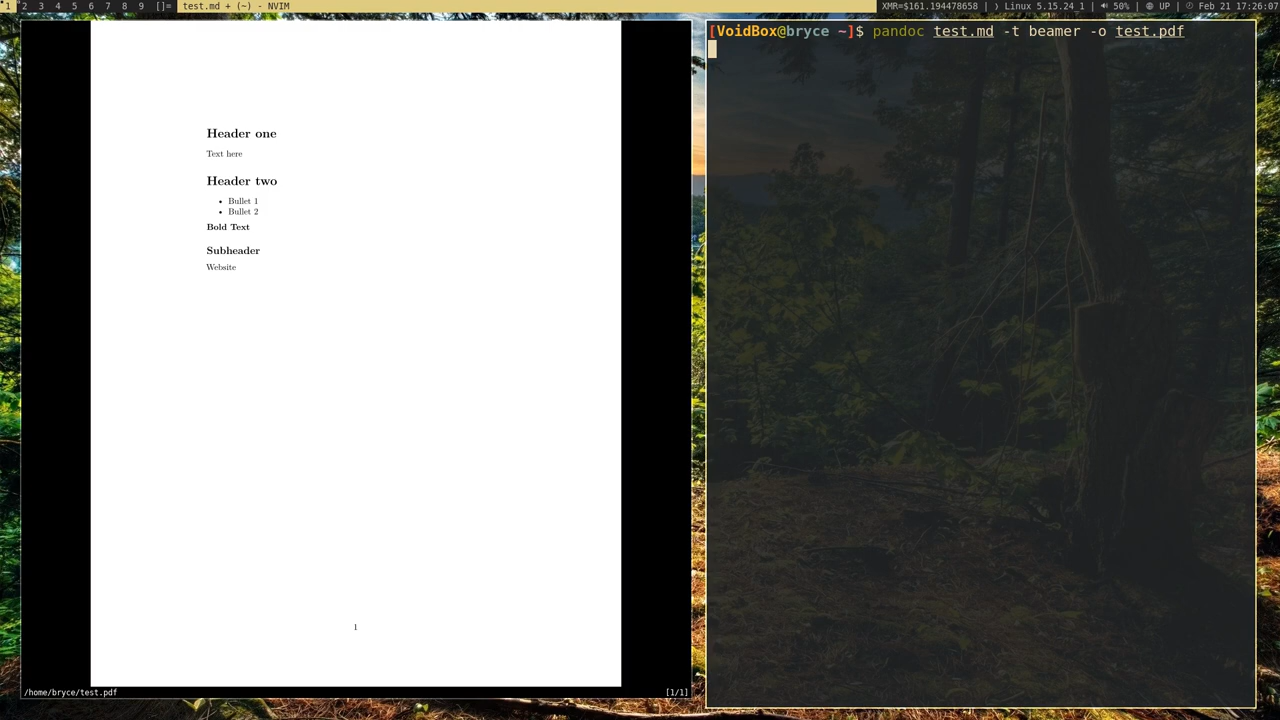 1 2 3 4 5 6 7 8 9 []= test.md + (~) - NVIM XMR=$161.194478658 | ) Linux 5.15.24_1 | 50% | UP | Feb 21 17:26:07
Header one
Text here
Header two
• Bullet 1
• Bullet 2
Bold Text
Subheader
Website
1
/home/bryce/test.pdf [1/1]
[VoidBox@bryce ~]$ pandoc test.md -t beamer -o test.pdf